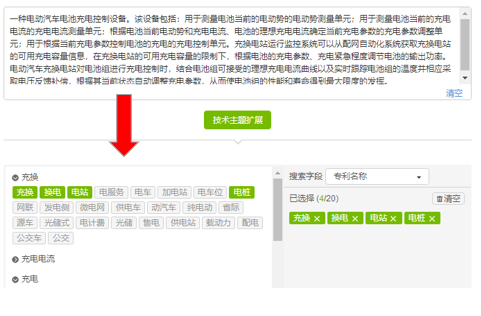 一种电动汽车电池充电控制设备。该设备包括：用于测量电池当前的电动势的电动势测量单元；用于测量电池当前的充电
电流的充电电流测量单元；根据电池当前电动势和充电电流、电池的理想充电电流确定当前充电参数的充电参数调整单
元；用于根据当前充电参数控制电池的充电的充电控制单元。充换电站运行监控系统可以从配网自动化系统获取充换电站
的可用充电容量信息，在充换电站的可用充电容量的限制下，根据电池的充电参数、充电紧急程度调节电池的输出功率。
电动汽车充换电站对电池组进行充电控制时，结合电池组可接受的理想充电电流曲线以及实时跟踪电池组的温度并相应采
取电压反馈补偿，根据其当前状态自动调整充电参数，从而使电池组的性能和寿命得到最大限度的发挥。
清空
技术主题扩展
充换
充换 换电 电站 电服务 电车 加电站 电车位 电桩
网联 发电侧 微电网 供电车 动汽车 纯电动 省际
源车 光储式 电计费 光储 售电 供电站 载动力 配电
公交车 公交
充电电流
充电
搜索字段 专利名称
已选择 (4/20) 清空
充换 × 换电 × 电站 × 电桩 ×